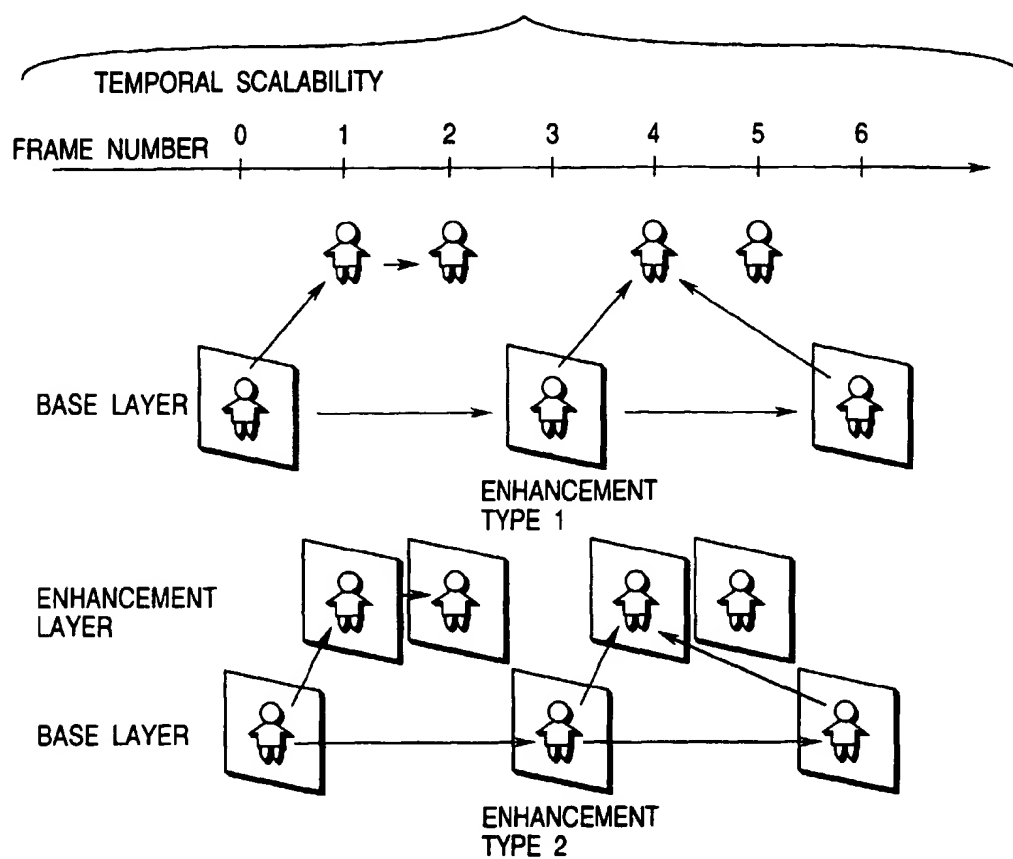 TEMPORAL SCALABILITY
FRAME NUMBER 0 1 2 3 4 5 6
BASE LAYER
ENHANCEMENT
TYPE 1
ENHANCEMENT
LAYER
BASE LAYER
ENHANCEMENT
TYPE 2